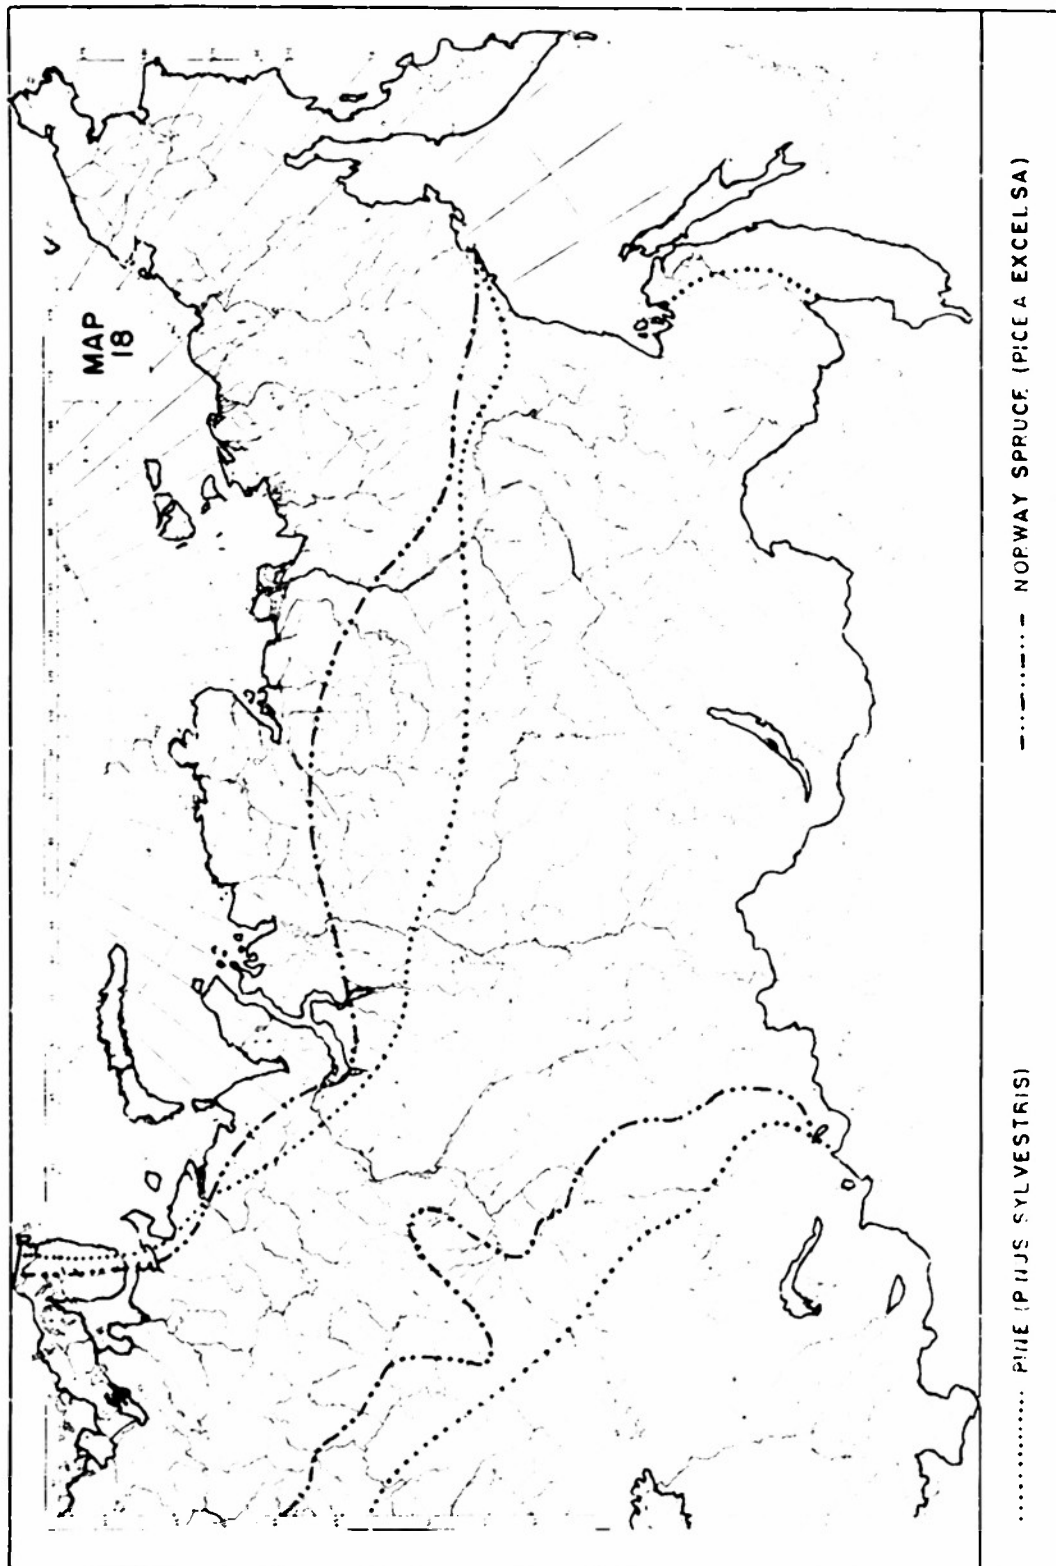 MAP
18
............ PINE (PINUS SYLVESTRIS)
—··—··—··— NORWAY SPRUCE (PICEA EXCELSA)